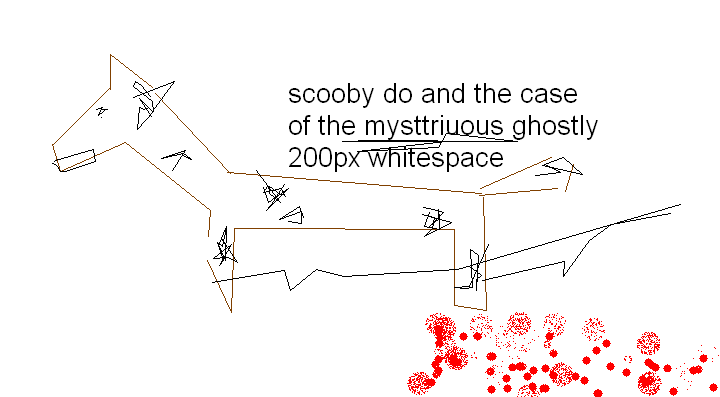 scooby do and the case
of the mysttriuous ghostly
200px whitespace